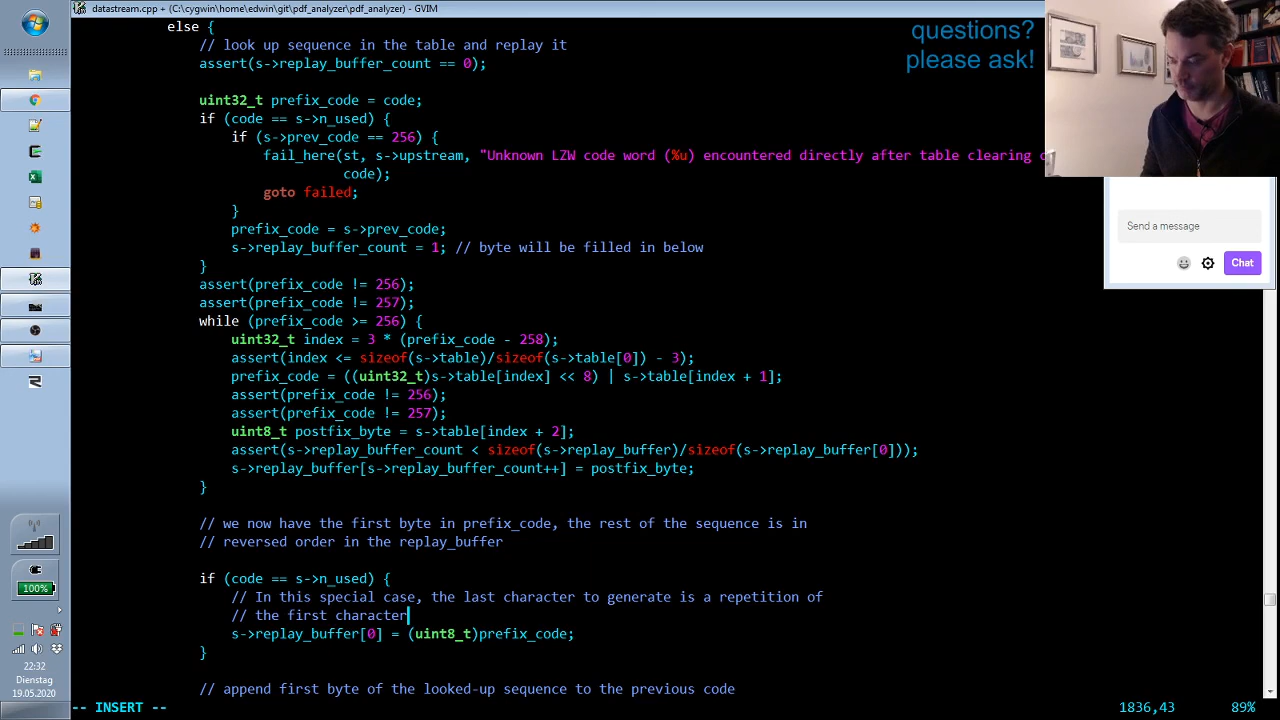 datastream.cpp + (C:\cygwin\home\edwin\git\pdf_analyzer\pdf_analyzer) - GVIM
else {
// look up sequence in the table and replay it
assert(s->replay_buffer_count == 0);
uint32_t prefix_code = code;
if (code == s->n_used) {
if (s->prev_code == 256) {
fail_here(st, s->upstream, "Unknown LZW code word (%u) encountered directly after table clearing
code);
goto failed;
}
prefix_code = s->prev_code;
s->replay_buffer_count = 1; // byte will be filled in below
}
assert(prefix_code != 256);
assert(prefix_code != 257);
while (prefix_code >= 256) {
uint32_t index = 3 * (prefix_code - 258);
assert(index <= sizeof(s->table)/sizeof(s->table[0]) - 3);
prefix_code = ((uint32_t)s->table[index] << 8) | s->table[index + 1];
assert(prefix_code != 256);
assert(prefix_code != 257);
uint8_t postfix_byte = s->table[index + 2];
assert(s->replay_buffer_count < sizeof(s->replay_buffer)/sizeof(s->replay_buffer[0]));
s->replay_buffer[s->replay_buffer_count++] = postfix_byte;
}
// we now have the first byte in prefix_code, the rest of the sequence is in
// reversed order in the replay_buffer
if (code == s->n_used) {
// In this special case, the last character to generate is a repetition of
// the first character
s->replay_buffer[0] = (uint8_t)prefix_code;
}
// append first byte of the looked-up sequence to the previous code
-- INSERT --
1836,43
89%
questions?
please ask!
Send a message
Chat
100%
22:32
Dienstag
19.05.2020